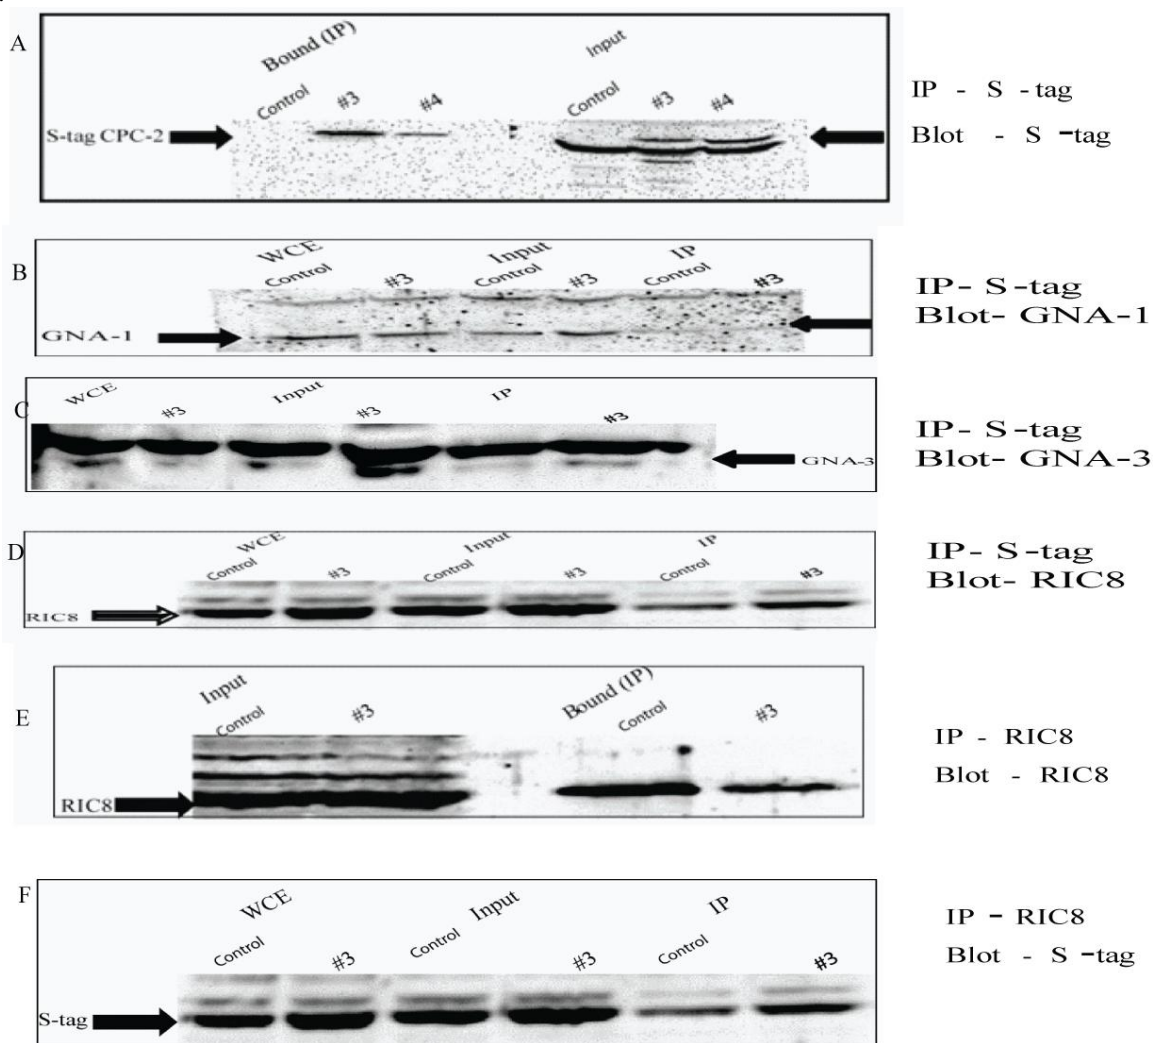 A
Bound (IP)
Input
Control
#3
#4
Control
#3
#4
S-tag CPC-2
IP - S -tag
Blot - S -tag
B
WCE
Input
IP
Control
#3
Control
#3
Control
#3
GNA-1
IP- S-tag
Blot- GNA-1
C
WCE
Input
IP
#3
#3
#3
GNA-3
IP- S-tag
Blot- GNA-3
D
WCE
Input
IP
Control
#3
Control
#3
Control
#3
RIC8
IP- S-tag
Blot- RIC8
E
Input
Bound (IP)
Control
#3
Control
#3
RIC8
IP - RIC8
Blot - RIC8
F
WCE
Input
IP
Control
#3
Control
#3
Control
#3
S-tag
IP - RIC8
Blot - S -tag